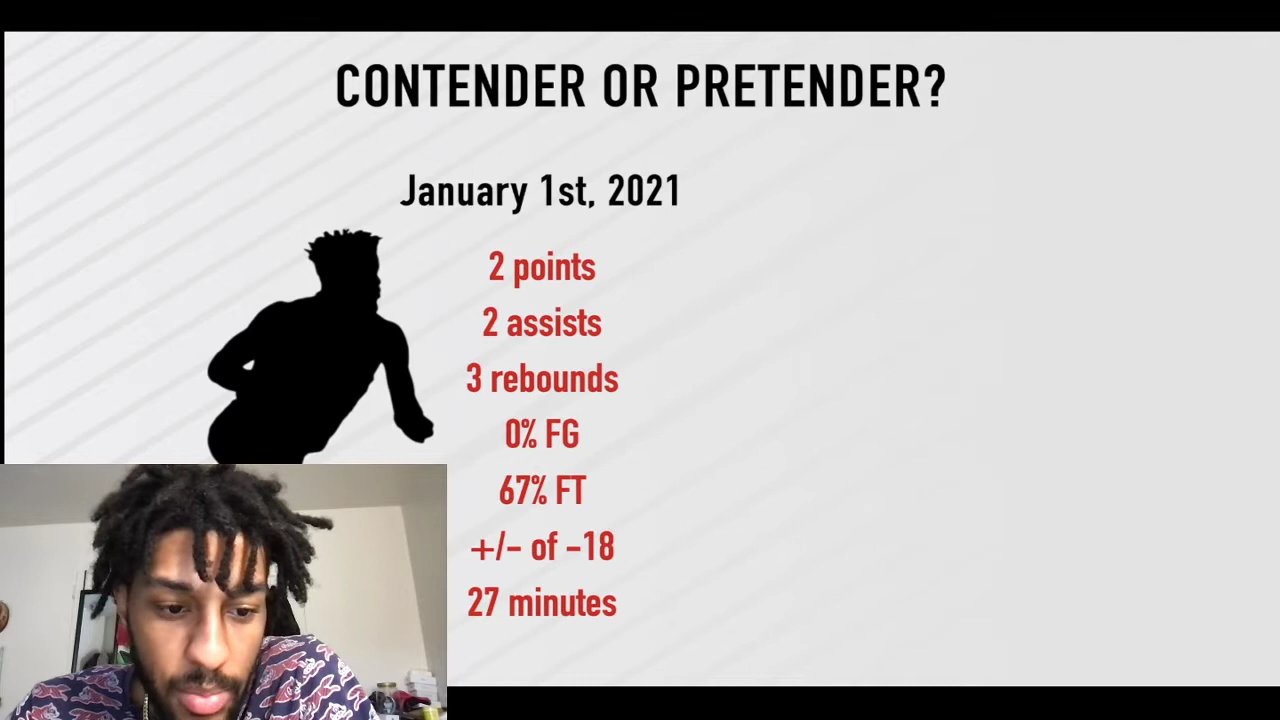 CONTENDER OR PRETENDER?
January 1st, 2021
2 points
2 assists
3 rebounds
0% FG
67% FT
+/- of -18
27 minutes